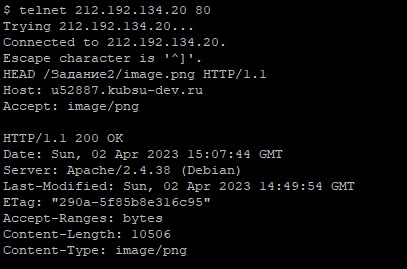 $ telnet 212.192.134.20 80
Trying 212.192.134.20...
Connected to 212.192.134.20.
Escape character is '^]'.
HEAD /Задание2/image.png HTTP/1.1
Host: u52887.kubsu-dev.ru
Accept: image/png

HTTP/1.1 200 OK
Date: Sun, 02 Apr 2023 15:07:44 GMT
Server: Apache/2.4.38 (Debian)
Last-Modified: Sun, 02 Apr 2023 14:49:54 GMT
ETag: "290a-5f85b8e316c95"
Accept-Ranges: bytes
Content-Length: 10506
Content-Type: image/png